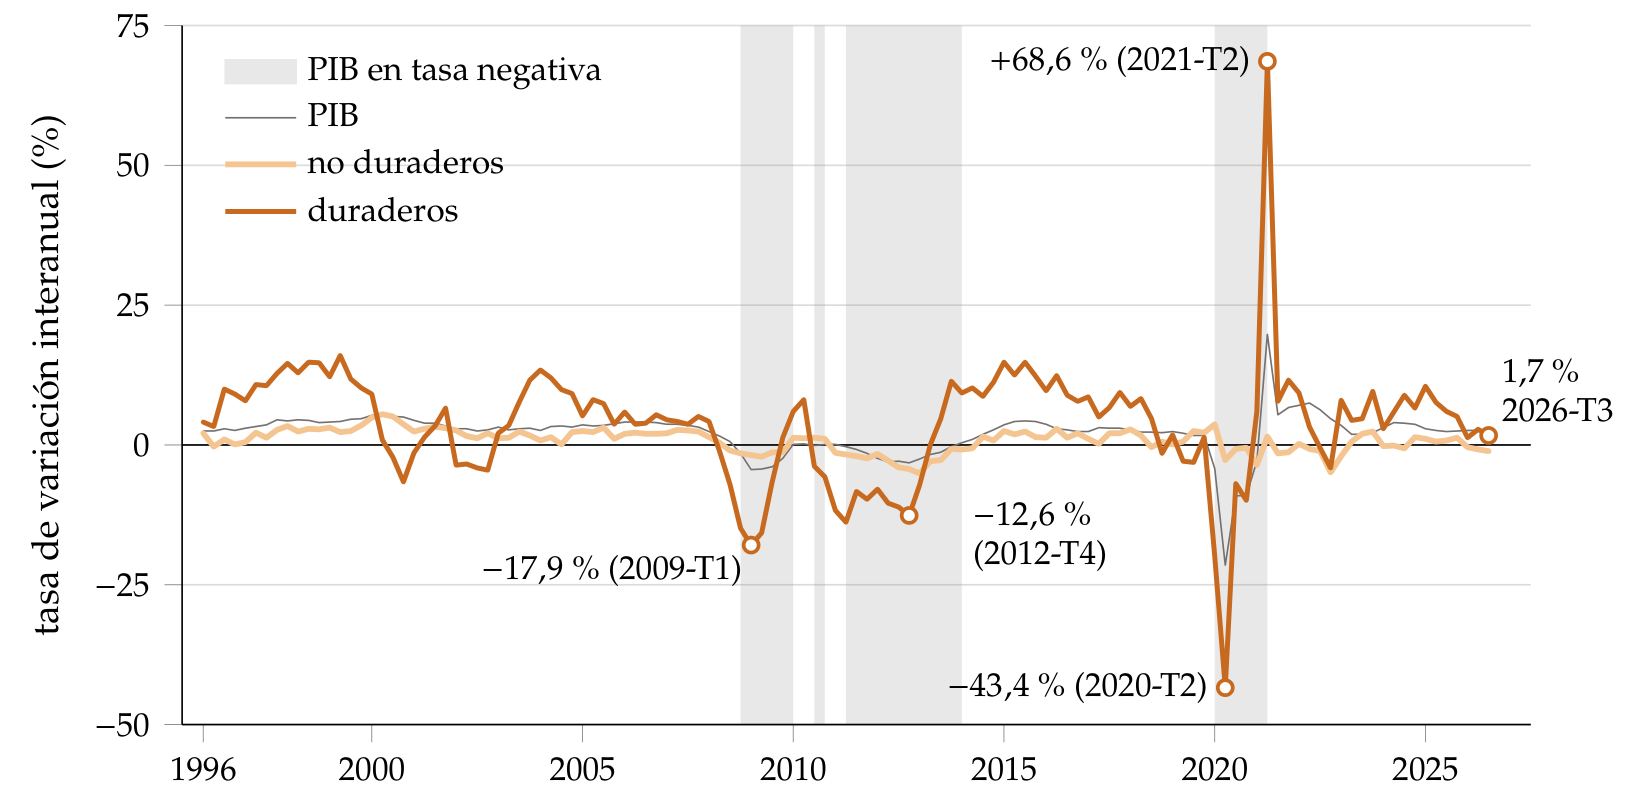 75
50
25
0
−25
−50
tasa de variación interanual (%)
PIB en tasa negativa
PIB
no duraderos
duraderos
+68,6 % (2021-T2)
1,7 %
2026-T3
−12,6 %
(2012-T4)
−17,9 % (2009-T1)
−43,4 % (2020-T2)
1996
2000
2005
2010
2015
2020
2025